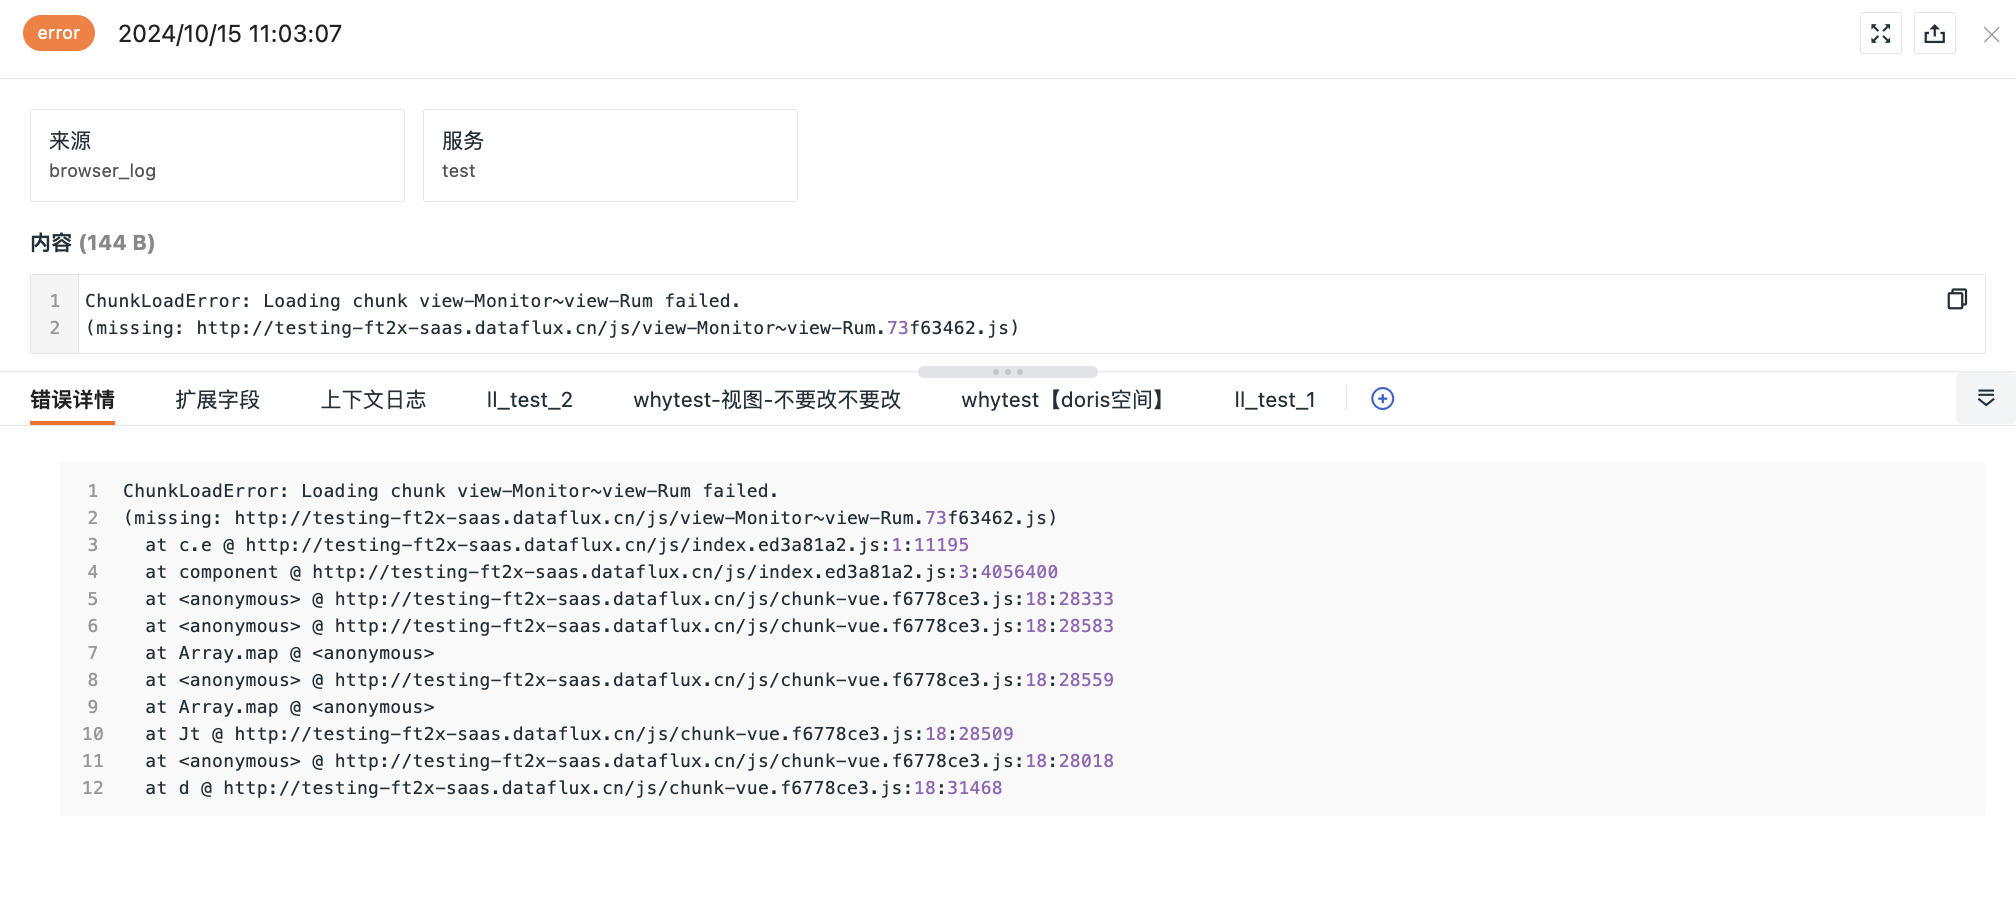 error 2024/10/15 11:03:07
来源
browser_log
服务
test
内容 (144 B)
1 ChunkLoadError: Loading chunk view-Monitor~view-Rum failed.
2 (missing: http://testing-ft2x-saas.dataflux.cn/js/view-Monitor~view-Rum.73f63462.js)
错误详情 扩展字段 上下文日志 ll_test_2 whytest-视图-不要改不要改 whytest【doris空间】 ll_test_1
1 ChunkLoadError: Loading chunk view-Monitor~view-Rum failed.
2 (missing: http://testing-ft2x-saas.dataflux.cn/js/view-Monitor~view-Rum.73f63462.js)
3 at c.e @ http://testing-ft2x-saas.dataflux.cn/js/index.ed3a81a2.js:1:11195
4 at component @ http://testing-ft2x-saas.dataflux.cn/js/index.ed3a81a2.js:3:4056400
5 at <anonymous> @ http://testing-ft2x-saas.dataflux.cn/js/chunk-vue.f6778ce3.js:18:28333
6 at <anonymous> @ http://testing-ft2x-saas.dataflux.cn/js/chunk-vue.f6778ce3.js:18:28583
7 at Array.map @ <anonymous>
8 at <anonymous> @ http://testing-ft2x-saas.dataflux.cn/js/chunk-vue.f6778ce3.js:18:28559
9 at Array.map @ <anonymous>
10 at Jt @ http://testing-ft2x-saas.dataflux.cn/js/chunk-vue.f6778ce3.js:18:28509
11 at <anonymous> @ http://testing-ft2x-saas.dataflux.cn/js/chunk-vue.f6778ce3.js:18:28018
12 at d @ http://testing-ft2x-saas.dataflux.cn/js/chunk-vue.f6778ce3.js:18:31468